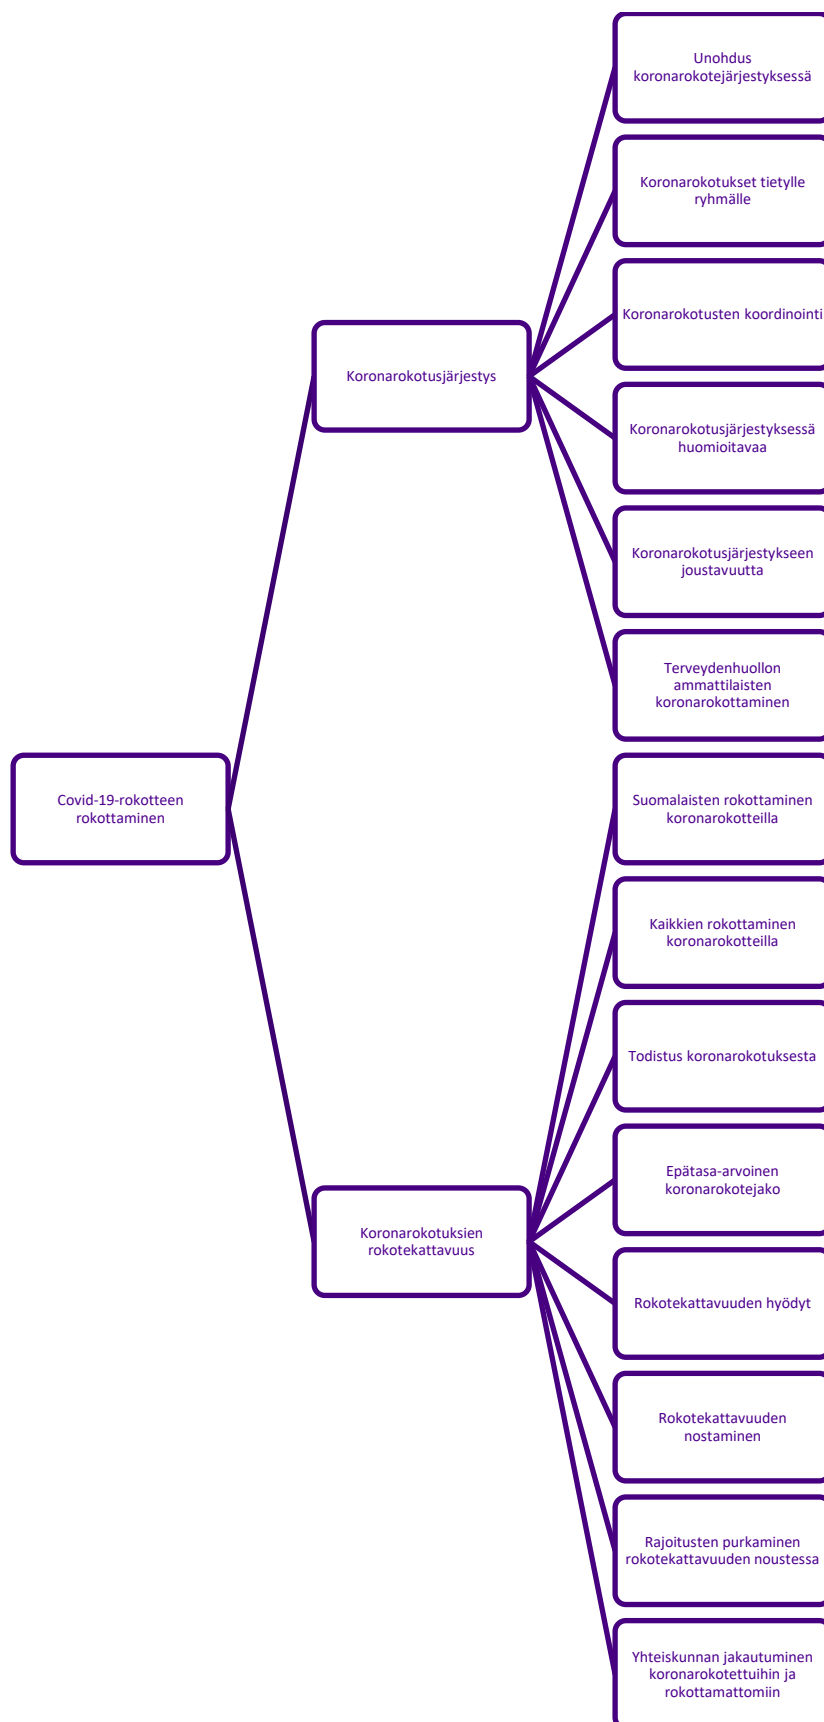 Unohdus
koronarokotejärjestyksessä
Koronarokotukset tietylle
ryhmälle
Koronarokotusten koordinointi
Koronarokotusjärjestys
Koronarokotusjärjestyksessä
huomioitavaa
Koronarokotusjärjestykseen
joustavuutta
Terveydenhuollon
ammattilaisten
koronarokottaminen
Covid-19-rokotteen
rokottaminen
Suomalaisten rokottaminen
koronarokotteilla
Kaikkien rokottaminen
koronarokotteilla
Todistus koronarokotuksesta
Epätasa-arvoinen
koronarokotejako
Koronarokotuksien
rokotekattavuus
Rokotekattavuuden hyödyt
Rokotekattavuuden
nostaminen
Rajoitusten purkaminen
rokotekattavuuden noustessa
Yhteiskunnan jakautuminen
koronarokotettuihin ja
rokottamattomiin